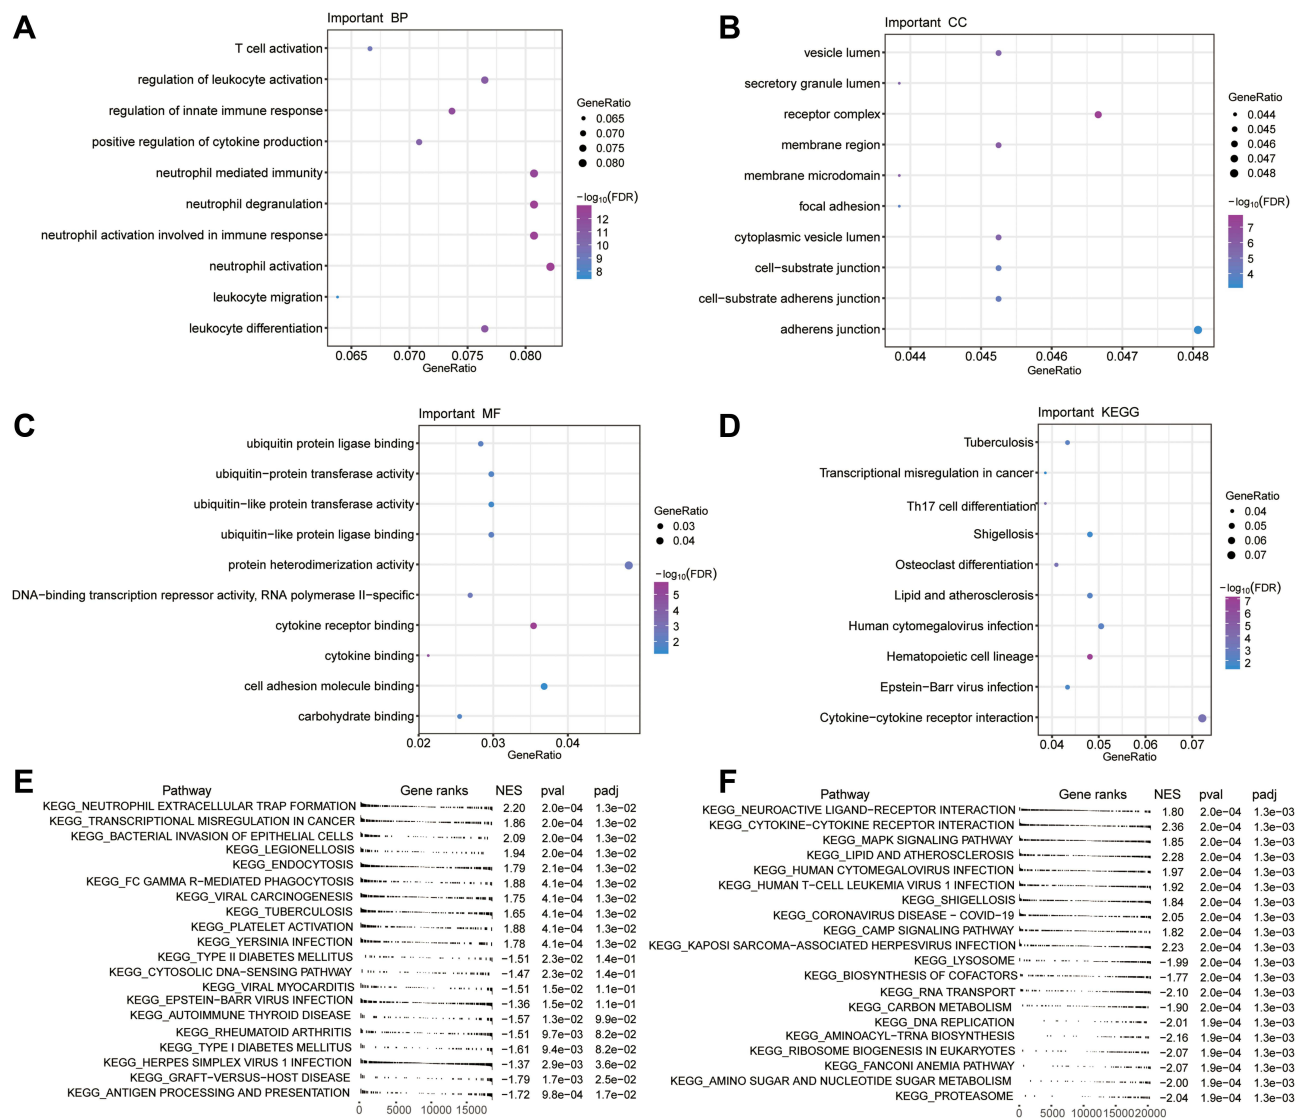 A
Important BP
T cell activation
regulation of leukocyte activation
regulation of innate immune response
positive regulation of cytokine production
neutrophil mediated immunity
neutrophil degranulation
neutrophil activation involved in immune response
neutrophil activation
leukocyte migration
leukocyte differentiation
0.065 0.070 0.075 0.080
GeneRatio
GeneRatio
0.065
0.070
0.075
0.080
−log10(FDR)
12
11
10
9
8
B
Important CC
vesicle lumen
secretory granule lumen
receptor complex
membrane region
membrane microdomain
focal adhesion
cytoplasmic vesicle lumen
cell−substrate junction
cell−substrate adherens junction
adherens junction
0.044 0.045 0.046 0.047 0.048
GeneRatio
GeneRatio
0.044
0.045
0.046
0.047
0.048
−log10(FDR)
7
6
5
4
C
Important MF
ubiquitin protein ligase binding
ubiquitin−protein transferase activity
ubiquitin−like protein transferase activity
ubiquitin−like protein ligase binding
protein heterodimerization activity
DNA-binding transcription repressor activity, RNA polymerase II−specific
cytokine receptor binding
cytokine binding
cell adhesion molecule binding
carbohydrate binding
0.02 0.03 0.04
GeneRatio
GeneRatio
0.03
0.04
−log10(FDR)
5
4
3
2
D
Important KEGG
Tuberculosis
Transcriptional misregulation in cancer
Th17 cell differentiation
Shigellosis
Osteoclast differentiation
Lipid and atherosclerosis
Human cytomegalovirus infection
Hematopoietic cell lineage
Epstein−Barr virus infection
Cytokine−cytokine receptor interaction
0.04 0.05 0.06 0.07
GeneRatio
GeneRatio
0.04
0.05
0.06
0.07
−log10(FDR)
7
6
5
4
3
2
E
Pathway Gene ranks NES pval padj
KEGG_NEUTROPHIL EXTRACELLULAR TRAP FORMATION 2.20 2.0e−04 1.3e−02
KEGG_TRANSCRIPTIONAL MISREGULATION IN CANCER 1.86 2.0e−04 1.3e−02
KEGG_BACTERIAL INVASION OF EPITHELIAL CELLS 2.09 2.0e−04 1.3e−02
KEGG_LEGIONELLOSIS 1.94 2.0e−04 1.3e−02
KEGG_ENDOCYTOSIS 1.79 2.1e−04 1.3e−02
KEGG_FC GAMMA R−MEDIATED PHAGOCYTOSIS 1.88 4.1e−04 1.3e−02
KEGG_VIRAL CARCINOGENESIS 1.75 4.1e−04 1.3e−02
KEGG_TUBERCULOSIS 1.65 4.1e−04 1.3e−02
KEGG_PLATELET ACTIVATION 1.88 4.1e−04 1.3e−02
KEGG_YERSINIA INFECTION 1.78 4.1e−04 1.3e−02
KEGG_TYPE II DIABETES MELLITUS −1.51 2.3e−02 1.4e−01
KEGG_CYTOSOLIC DNA−SENSING PATHWAY −1.47 2.3e−02 1.4e−01
KEGG_VIRAL MYOCARDITIS −1.51 1.5e−02 1.1e−01
KEGG_EPSTEIN−BARR VIRUS INFECTION −1.36 1.5e−02 1.1e−01
KEGG_AUTOIMMUNE THYROID DISEASE −1.57 1.3e−02 9.9e−02
KEGG_RHEUMATOID ARTHRITIS −1.51 9.7e−03 8.2e−02
KEGG_TYPE I DIABETES MELLITUS −1.61 9.4e−03 8.2e−02
KEGG_HERPES SIMPLEX VIRUS 1 INFECTION −1.37 2.9e−03 3.6e−02
KEGG_GRAFT−VERSUS−HOST DISEASE −1.79 1.7e−03 2.5e−02
KEGG_ANTIGEN PROCESSING AND PRESENTATION −1.72 9.8e−04 1.7e−02
0 5000 10000 15000
F
Pathway Gene ranks NES pval padj
KEGG_NEUROACTIVE LIGAND−RECEPTOR INTERACTION 1.80 2.0e−04 1.3e−03
KEGG_CYTOKINE−CYTOKINE RECEPTOR INTERACTION 2.36 2.0e−04 1.3e−03
KEGG_MAPK SIGNALING PATHWAY 1.85 2.0e−04 1.3e−03
KEGG_LIPID AND ATHEROSCLEROSIS 2.28 2.0e−04 1.3e−03
KEGG_HUMAN CYTOMEGALOVIRUS INFECTION 1.97 2.0e−04 1.3e−03
KEGG_HUMAN T−CELL LEUKEMIA VIRUS 1 INFECTION 1.92 2.0e−04 1.3e−03
KEGG_SHIGELLOSIS 1.84 2.0e−04 1.3e−03
KEGG_CORONAVIRUS DISEASE − COVID−19 2.05 2.0e−04 1.3e−03
KEGG_CAMP SIGNALING PATHWAY 1.82 2.0e−04 1.3e−03
KEGG_KAPOSI SARCOMA−ASSOCIATED HERPESVIRUS INFECTION 2.23 2.0e−04 1.3e−03
KEGG_LYSOSOME −1.99 2.0e−04 1.3e−03
KEGG_BIOSYNTHESIS OF COFACTORS −1.77 2.0e−04 1.3e−03
KEGG_RNA TRANSPORT −2.10 2.0e−04 1.3e−03
KEGG_CARBON METABOLISM −1.90 2.0e−04 1.3e−03
KEGG_DNA REPLICATION −2.01 1.9e−04 1.3e−03
KEGG_AMINOACYL−TRNA BIOSYNTHESIS −2.16 1.9e−04 1.3e−03
KEGG_RIBOSOME BIOGENESIS IN EUKARYOTES −2.07 1.9e−04 1.3e−03
KEGG_FANCONI ANEMIA PATHWAY −2.07 1.9e−04 1.3e−03
KEGG_AMINO SUGAR AND NUCLEOTIDE SUGAR METABOLISM −2.00 1.9e−04 1.3e−03
KEGG_PROTEASOME −2.04 1.9e−04 1.3e−03
0 5000 10000 15000 20000